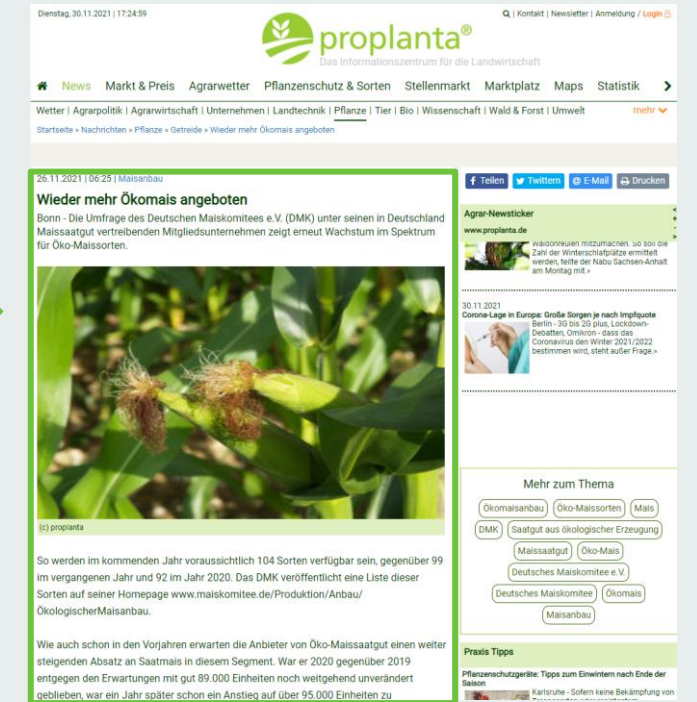 Dienstag, 30.11.2021 | 17:24:59
| Kontakt | Newsletter | Anmeldung / Login
proplanta®
Das Informationszentrum für die Landwirtschaft
News Markt & Preis Agrarwetter Pflanzenschutz & Sorten Stellenmarkt Marktplatz Maps Statistik
Wetter | Agrarpolitik | Agrarwirtschaft | Unternehmen | Landtechnik | Pflanze | Tier | Bio | Wissenschaft | Wald & Forst | Umwelt mehr
Startseite » Nachrichten » Pflanze » Getreide » Wieder mehr Ökomais angeboten
26.11.2021 | 06:25 | Maisanbau
Wieder mehr Ökomais angeboten
Bonn - Die Umfrage des Deutschen Maiskomitees e.V. (DMK) unter seinen in Deutschland
Maissaatgut vertreibenden Mitgliedsunternehmen zeigt erneut Wachstum im Spektrum
für Öko-Maissorten.
(c) proplanta
So werden im kommenden Jahr voraussichtlich 104 Sorten verfügbar sein, gegenüber 99
im vergangenen Jahr und 92 im Jahr 2020. Das DMK veröffentlicht eine Liste dieser
Sorten auf seiner Homepage www.maiskomitee.de/Produktion/Anbau/
ÖkologischerMaisanbau.
Wie auch schon in den Vorjahren erwarten die Anbieter von Öko-Maissaatgut einen weiter
steigenden Absatz an Saatmais in diesem Segment. War er 2020 gegenüber 2019
entgegen den Erwartungen mit gut 89.000 Einheiten noch weitgehend unverändert
geblieben, war ein Jahr später schon ein Anstieg auf über 95.000 Einheiten zu
Teilen Twittern @ E-Mail Drucken
Agrar-Newsticker
www.proplanta.de
Waldohreulen mitzumachen. So soll die
Zahl der Winterschlafplätze ermittelt
werden, teilte der Nabu Sachsen-Anhalt
am Montag mit.»
30.11.2021
Corona-Lage in Europa: Große Sorgen je nach Impfquote
Berlin - 3G bis 2G plus, Lockdown-
Debatten, Omikron - dass das
Coronavirus den Winter 2021/2022
bestimmen wird, steht außer Frage.»
Mehr zum Thema
Ökomaisanbau Öko-Maissorten Mais
DMK Saatgut aus ökologischer Erzeugung
Maissaatgut Öko-Mais
Deutsches Maiskomitee e.V.
Deutsches Maiskomitee Ökomais
Maisanbau
Praxis Tipps
Pflanzenschutzgeräte: Tipps zum Einwintern nach Ende der
Saison
Karlsruhe - Sofern keine Bekämpfung von